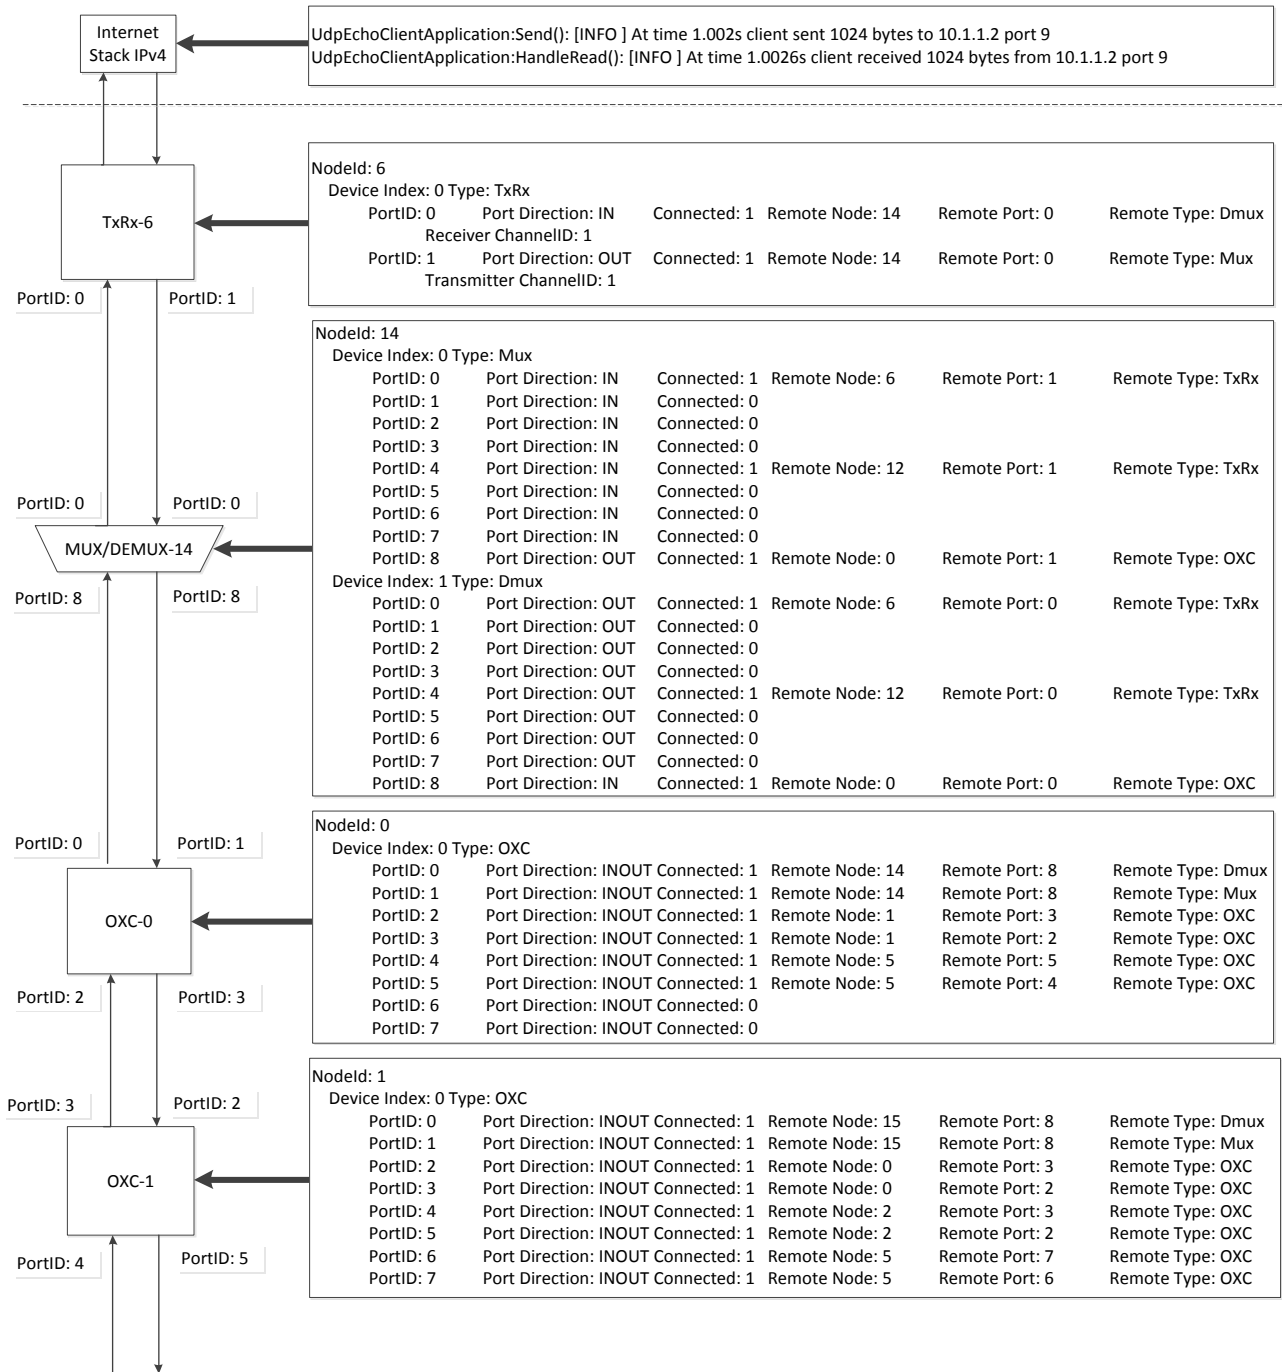 Internet
Stack IPv4
UdpEchoClientApplication:Send(): [INFO ] At time 1.002s client sent 1024 bytes to 10.1.1.2 port 9
UdpEchoClientApplication:HandleRead(): [INFO ] At time 1.0026s client received 1024 bytes from 10.1.1.2 port 9
TxRx-6
NodeId: 6
Device Index: 0 Type: TxRx
PortID: 0 Port Direction: IN Connected: 1 Remote Node: 14 Remote Port: 0 Remote Type: Dmux
Receiver ChannelID: 1
PortID: 1 Port Direction: OUT Connected: 1 Remote Node: 14 Remote Port: 0 Remote Type: Mux
Transmitter ChannelID: 1
PortID: 0 PortID: 1
NodeId: 14
Device Index: 0 Type: Mux
PortID: 0 Port Direction: IN Connected: 1 Remote Node: 6 Remote Port: 1 Remote Type: TxRx
PortID: 1 Port Direction: IN Connected: 0
PortID: 2 Port Direction: IN Connected: 0
PortID: 3 Port Direction: IN Connected: 0
PortID: 4 Port Direction: IN Connected: 1 Remote Node: 12 Remote Port: 1 Remote Type: TxRx
PortID: 5 Port Direction: IN Connected: 0
PortID: 6 Port Direction: IN Connected: 0
PortID: 7 Port Direction: IN Connected: 0
PortID: 8 Port Direction: OUT Connected: 1 Remote Node: 0 Remote Port: 1 Remote Type: OXC
Device Index: 1 Type: Dmux
PortID: 0 Port Direction: OUT Connected: 1 Remote Node: 6 Remote Port: 0 Remote Type: TxRx
PortID: 1 Port Direction: OUT Connected: 0
PortID: 2 Port Direction: OUT Connected: 0
PortID: 3 Port Direction: OUT Connected: 0
PortID: 4 Port Direction: OUT Connected: 1 Remote Node: 12 Remote Port: 0 Remote Type: TxRx
PortID: 5 Port Direction: OUT Connected: 0
PortID: 6 Port Direction: OUT Connected: 0
PortID: 7 Port Direction: OUT Connected: 0
PortID: 8 Port Direction: IN Connected: 1 Remote Node: 0 Remote Port: 0 Remote Type: OXC
PortID: 0 PortID: 0
MUX/DEMUX-14
PortID: 8 PortID: 8
PortID: 0 PortID: 1
OXC-0
PortID: 2 PortID: 3
NodeId: 0
Device Index: 0 Type: OXC
PortID: 0 Port Direction: INOUT Connected: 1 Remote Node: 14 Remote Port: 8 Remote Type: Dmux
PortID: 1 Port Direction: INOUT Connected: 1 Remote Node: 14 Remote Port: 8 Remote Type: Mux
PortID: 2 Port Direction: INOUT Connected: 1 Remote Node: 1 Remote Port: 3 Remote Type: OXC
PortID: 3 Port Direction: INOUT Connected: 1 Remote Node: 1 Remote Port: 2 Remote Type: OXC
PortID: 4 Port Direction: INOUT Connected: 1 Remote Node: 5 Remote Port: 5 Remote Type: OXC
PortID: 5 Port Direction: INOUT Connected: 1 Remote Node: 5 Remote Port: 4 Remote Type: OXC
PortID: 6 Port Direction: INOUT Connected: 0
PortID: 7 Port Direction: INOUT Connected: 0
PortID: 3 PortID: 2
OXC-1
PortID: 4 PortID: 5
NodeId: 1
Device Index: 0 Type: OXC
PortID: 0 Port Direction: INOUT Connected: 1 Remote Node: 15 Remote Port: 8 Remote Type: Dmux
PortID: 1 Port Direction: INOUT Connected: 1 Remote Node: 15 Remote Port: 8 Remote Type: Mux
PortID: 2 Port Direction: INOUT Connected: 1 Remote Node: 0 Remote Port: 3 Remote Type: OXC
PortID: 3 Port Direction: INOUT Connected: 1 Remote Node: 0 Remote Port: 2 Remote Type: OXC
PortID: 4 Port Direction: INOUT Connected: 1 Remote Node: 2 Remote Port: 3 Remote Type: OXC
PortID: 5 Port Direction: INOUT Connected: 1 Remote Node: 2 Remote Port: 2 Remote Type: OXC
PortID: 6 Port Direction: INOUT Connected: 1 Remote Node: 5 Remote Port: 7 Remote Type: OXC
PortID: 7 Port Direction: INOUT Connected: 1 Remote Node: 5 Remote Port: 6 Remote Type: OXC